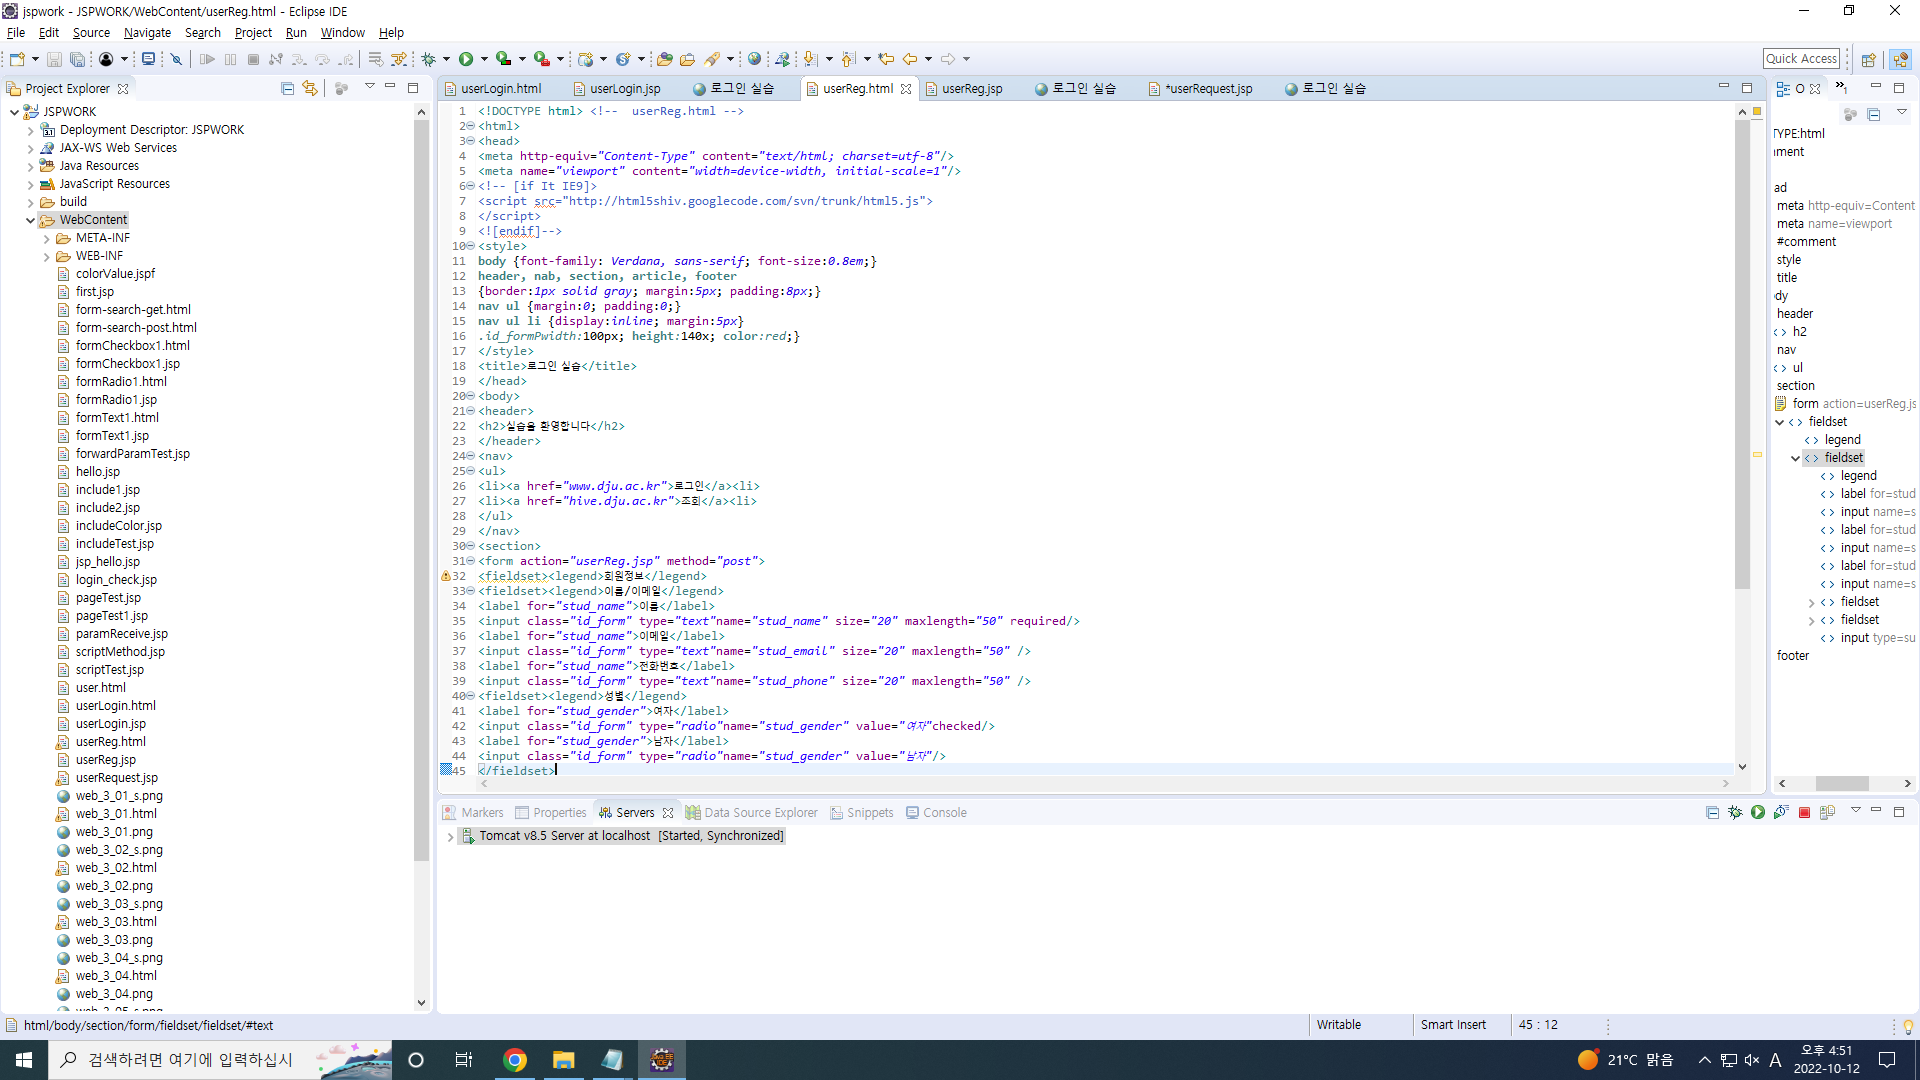 jspwork - JSPWORK/WebContent/userReg.html - Eclipse IDE
File Edit Source Navigate Search Project Run Window Help
Quick Access
Project Explorer
userLogin.html userLogin.jsp 로그인 실습 userReg.html userReg.jsp 로그인 실습 *userRequest.jsp 로그인 실습
JSPWORK
Deployment Descriptor: JSPWORK
JAX-WS Web Services
Java Resources
JavaScript Resources
build
WebContent
META-INF
WEB-INF
colorValue.jspf
first.jsp
form-search-get.html
form-search-post.html
formCheckbox1.html
formCheckbox1.jsp
formRadio1.html
formRadio1.jsp
formText1.html
formText1.jsp
forwardParamTest.jsp
hello.jsp
include1.jsp
include2.jsp
includeColor.jsp
includeTest.jsp
jsp_hello.jsp
login_check.jsp
pageTest.jsp
pageTest1.jsp
paramReceive.jsp
scriptMethod.jsp
scriptTest.jsp
user.html
userLogin.html
userLogin.jsp
userReg.html
userReg.jsp
userRequest.jsp
web_3_01_s.png
web_3_01.html
web_3_01.png
web_3_02_s.png
web_3_02.html
web_3_02.png
web_3_03_s.png
web_3_03.html
web_3_03.png
web_3_04_s.png
web_3_04.html
web_3_04.png
1 <!DOCTYPE html> <!-- userReg.html -->
2 <html>
3 <head>
4 <meta http-equiv="Content-Type" content="text/html; charset=utf-8"/>
5 <meta name="viewport" content="width=device-width, initial-scale=1"/>
6 <!-- [if It IE9]>
7 <script src="http://html5shiv.googlecode.com/svn/trunk/html5.js">
8 </script>
9 <![endif]-->
10 <style>
11 body {font-family: Verdana, sans-serif; font-size:0.8em;}
12 header, nab, section, article, footer
13 {border:1px solid gray; margin:5px; padding:8px;}
14 nav ul {margin:0; padding:0;}
15 nav ul li {display:inline; margin:5px}
16 .id_formPwidth:100px; height:140x; color:red;}
17 </style>
18 <title>로그인 실습</title>
19 </head>
20 <body>
21 <header>
22 <h2>실습을 환영합니다</h2>
23 </header>
24 <nav>
25 <ul>
26 <li><a href="www.dju.ac.kr">로그인</a><li>
27 <li><a href="hive.dju.ac.kr">조회</a><li>
28 </ul>
29 </nav>
30 <section>
31 <form action="userReg.jsp" method="post">
32 <fieldset><legend>회원정보</legend>
33 <fieldset><legend>이름/이메일</legend>
34 <label for="stud_name">이름</label>
35 <input class="id_form" type="text"name="stud_name" size="20" maxlength="50" required/>
36 <label for="stud_name">이메일</label>
37 <input class="id_form" type="text"name="stud_email" size="20" maxlength="50" />
38 <label for="stud_name">전화번호</label>
39 <input class="id_form" type="text"name="stud_phone" size="20" maxlength="50" />
40 <fieldset><legend>성별</legend>
41 <label for="stud_gender">여자</label>
42 <input class="id_form" type="radio"name="stud_gender" value="여자"checked/>
43 <label for="stud_gender">남자</label>
44 <input class="id_form" type="radio"name="stud_gender" value="남자"/>
45 </fieldset>
O
TYPE:html
ment
ad
meta http-equiv=Content
meta name=viewport
#comment
style
title
dy
header
h2
nav
ul
section
form action=userReg.js
fieldset
legend
fieldset
legend
label for=stud
input name=s
label for=stud
input name=s
label for=stud
input name=s
fieldset
fieldset
input type=su
footer
Markers Properties Servers Data Source Explorer Snippets Console
Tomcat v8.5 Server at localhost [Started, Synchronized]
html/body/section/form/fieldset/fieldset/#text
Writable Smart Insert 45 : 12
검색하려면 여기에 입력하십시
21°C 맑음
A
오후 4:51
2022-10-12